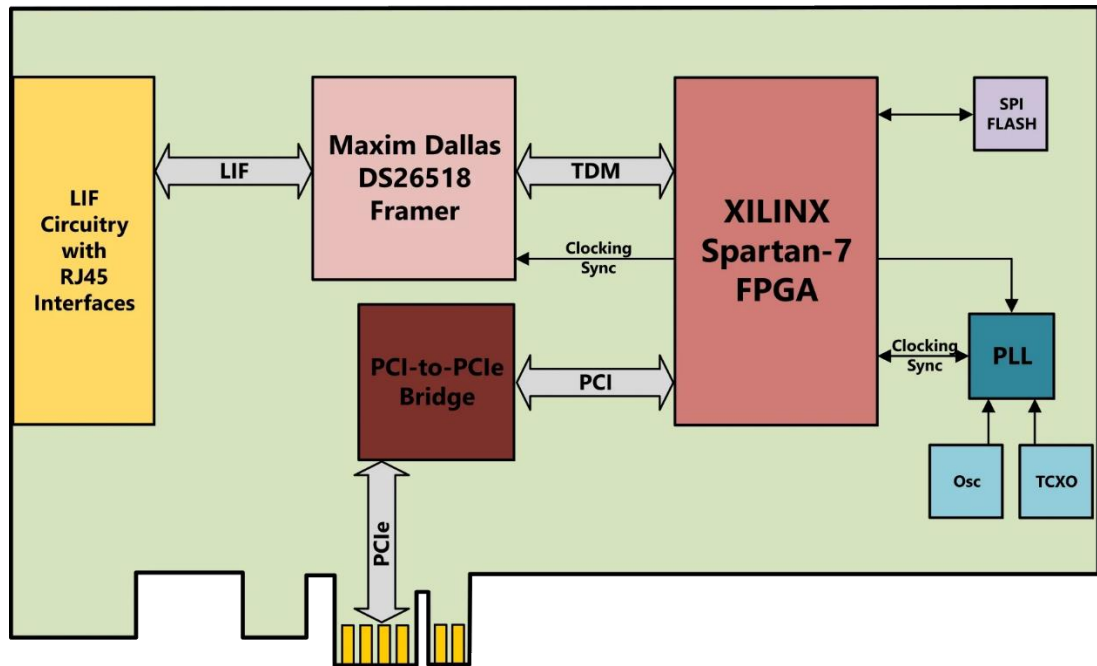 LIF
Circuitry
with
RJ45
Interfaces
LIF
Maxim Dallas
DS26518
Framer
TDM
Clocking
Sync
XILINX
Spartan-7
FPGA
SPI
FLASH
PCI-to-PCIe
Bridge
PCI
Clocking
Sync
PLL
Osc
TCXO
PCIe